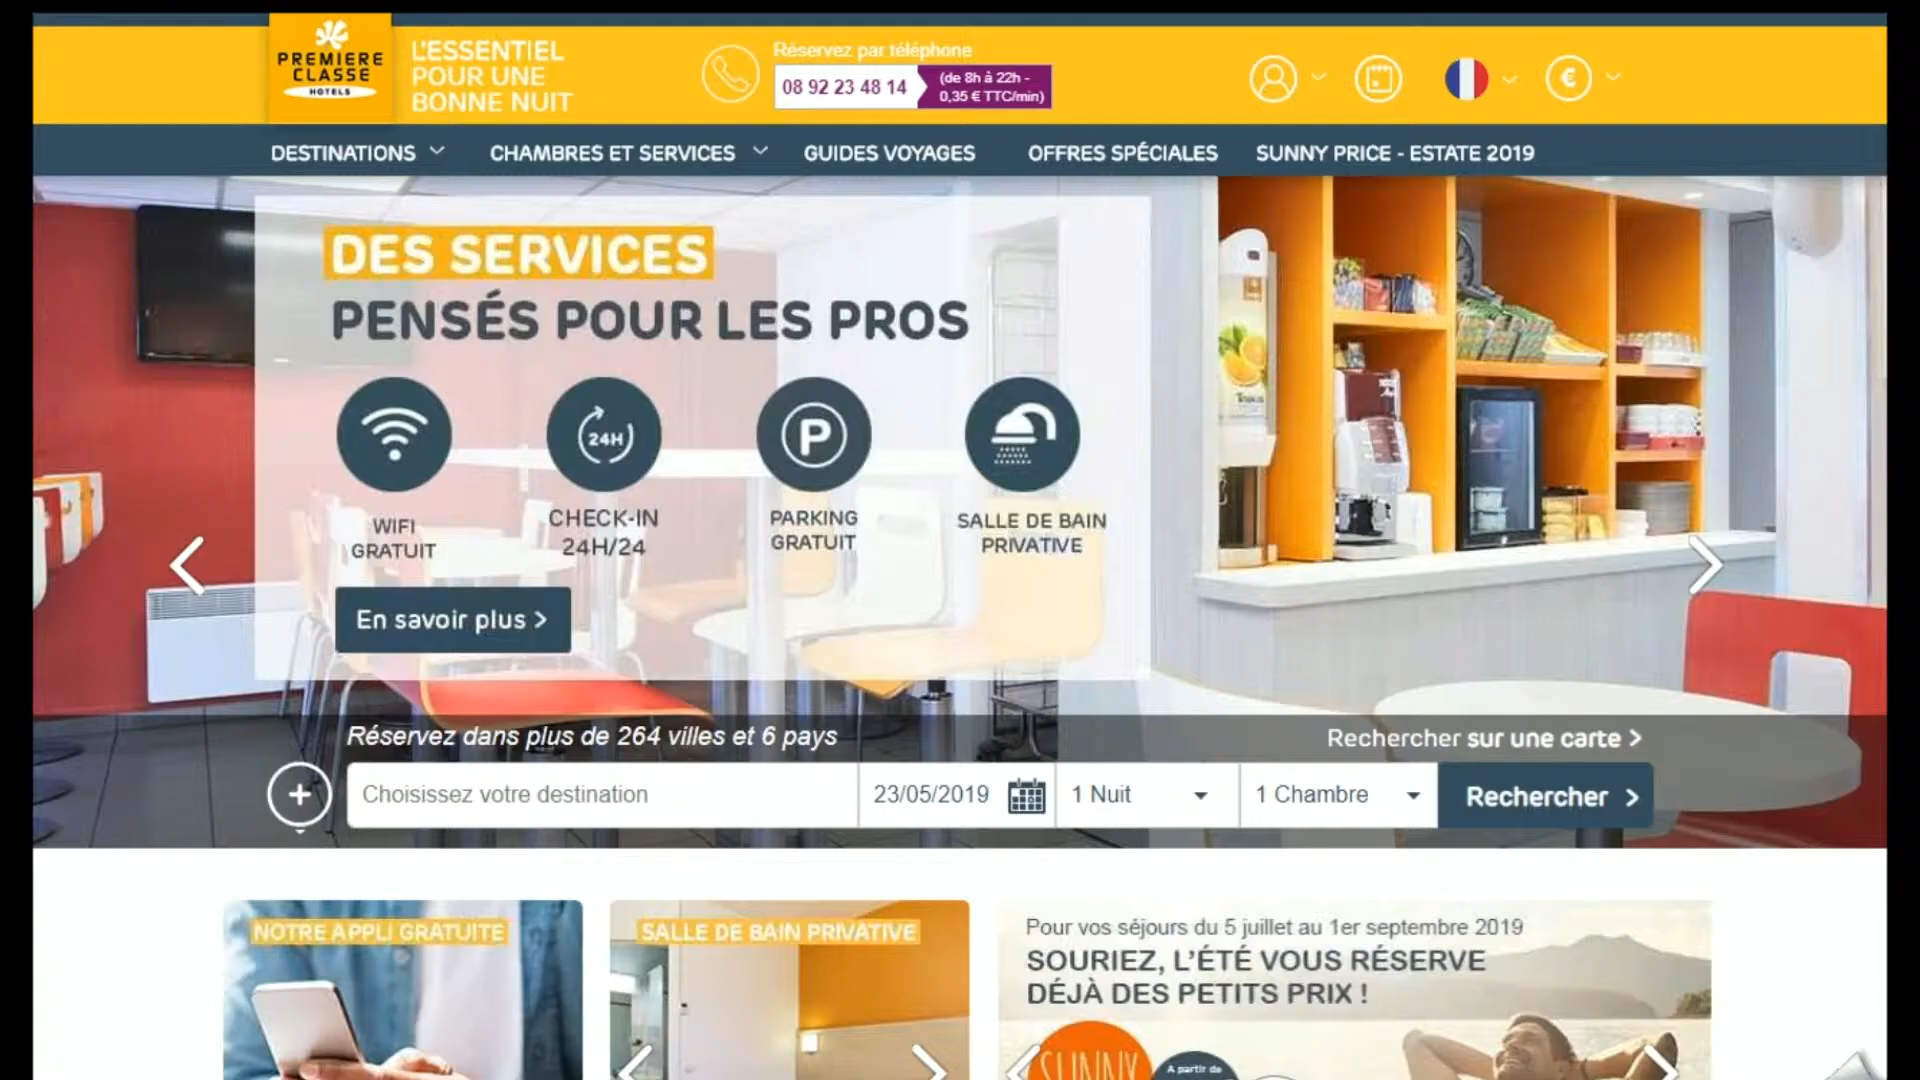 PREMIERE
CLASSE
HOTELS
L'ESSENTIEL
POUR UNE
BONNE NUIT
Réservez par téléphone
08 92 23 48 14
(de 8h à 22h -
0,35 € TTC/min)
€
DESTINATIONS
CHAMBRES ET SERVICES
GUIDES VOYAGES
OFFRES SPÉCIALES
SUNNY PRICE - ESTATE 2019
DES SERVICES
PENSÉS POUR LES PROS
24H
P
WIFI
GRATUIT
CHECK-IN
24H/24
PARKING
GRATUIT
SALLE DE BAIN
PRIVATIVE
En savoir plus >
Réservez dans plus de 264 villes et 6 pays
Rechercher sur une carte >
Choisissez votre destination
23/05/2019
1 Nuit
1 Chambre
Rechercher >
NOTRE APPLI GRATUITE
SALLE DE BAIN PRIVATIVE
Pour vos séjours du 5 juillet au 1er septembre 2019
SOURIEZ, L'ÉTÉ VOUS RÉSERVE
DÉJÀ DES PETITS PRIX !
SUNNY
A partir de